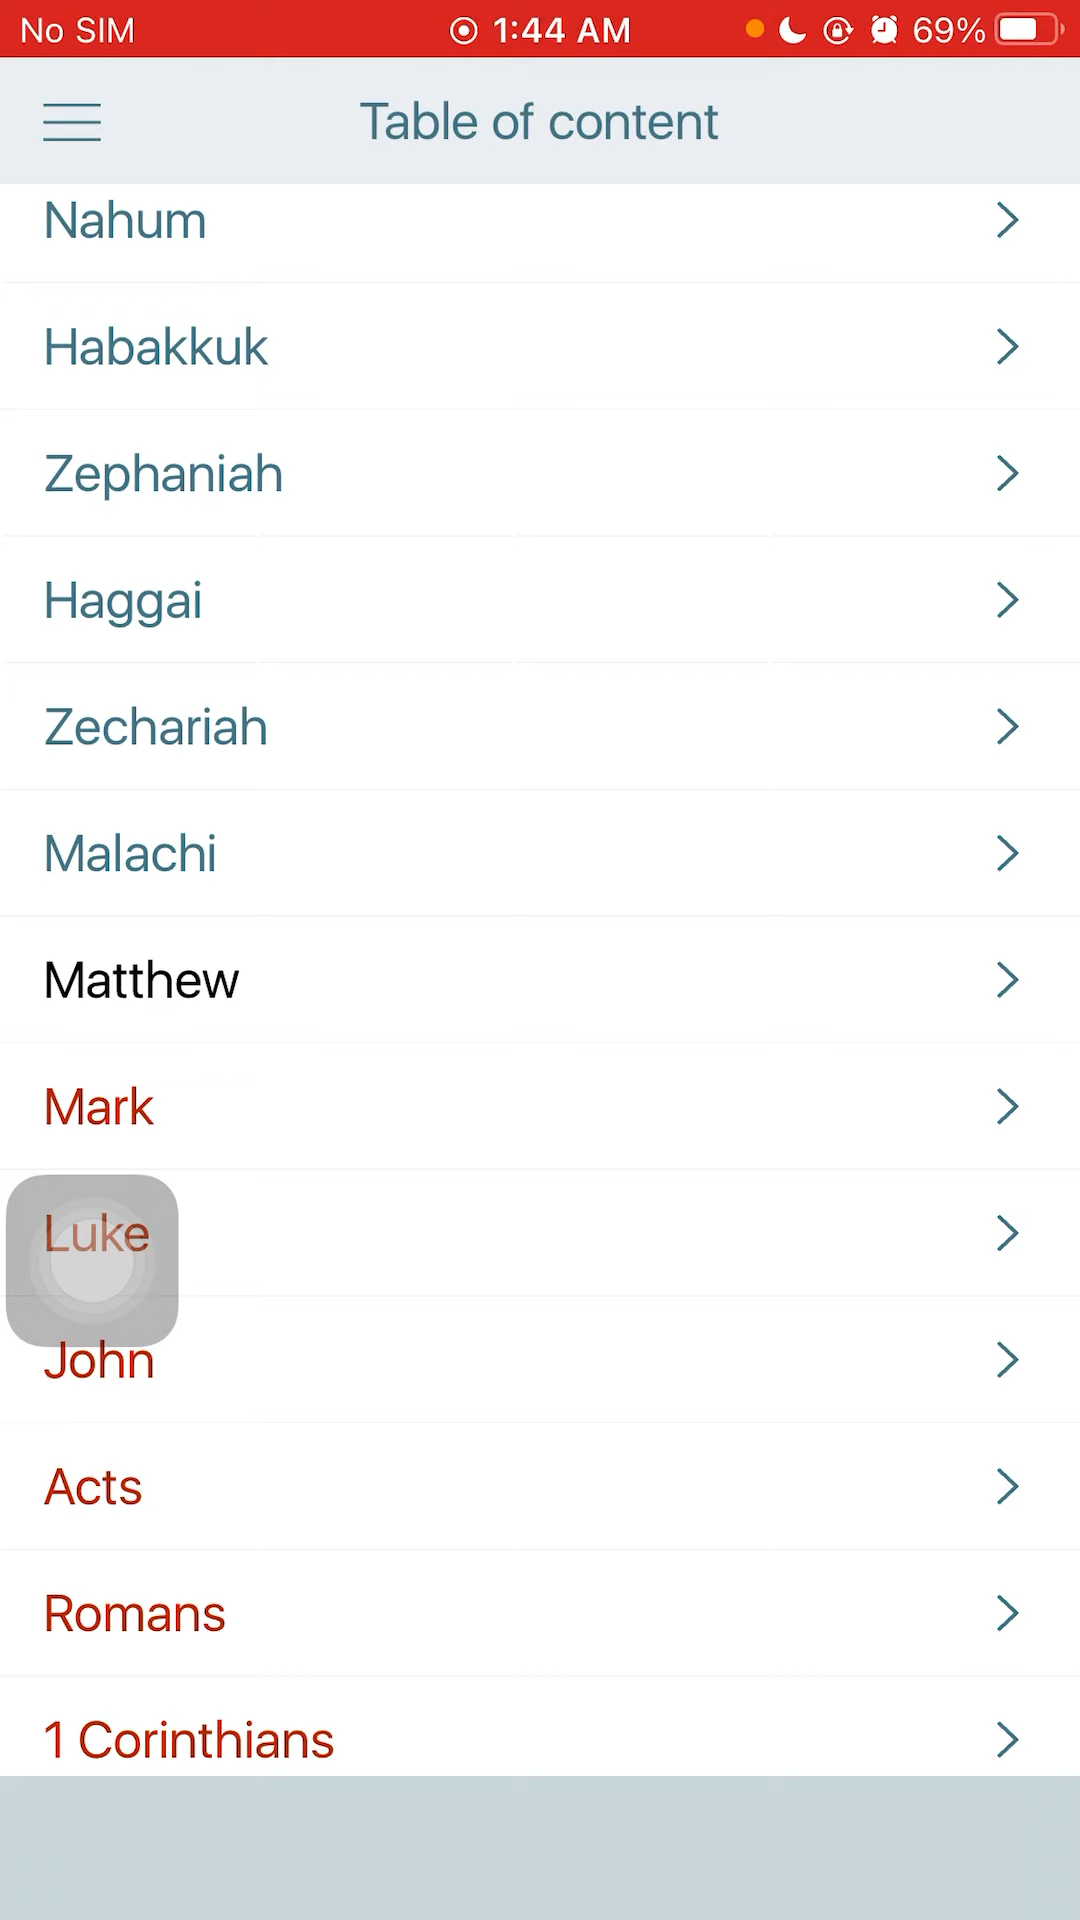 No SIM 1:44 AM 69%
Table of content
Nahum
Habakkuk
Zephaniah
Haggai
Zechariah
Malachi
Matthew
Mark
Luke
John
Acts
Romans
1 Corinthians